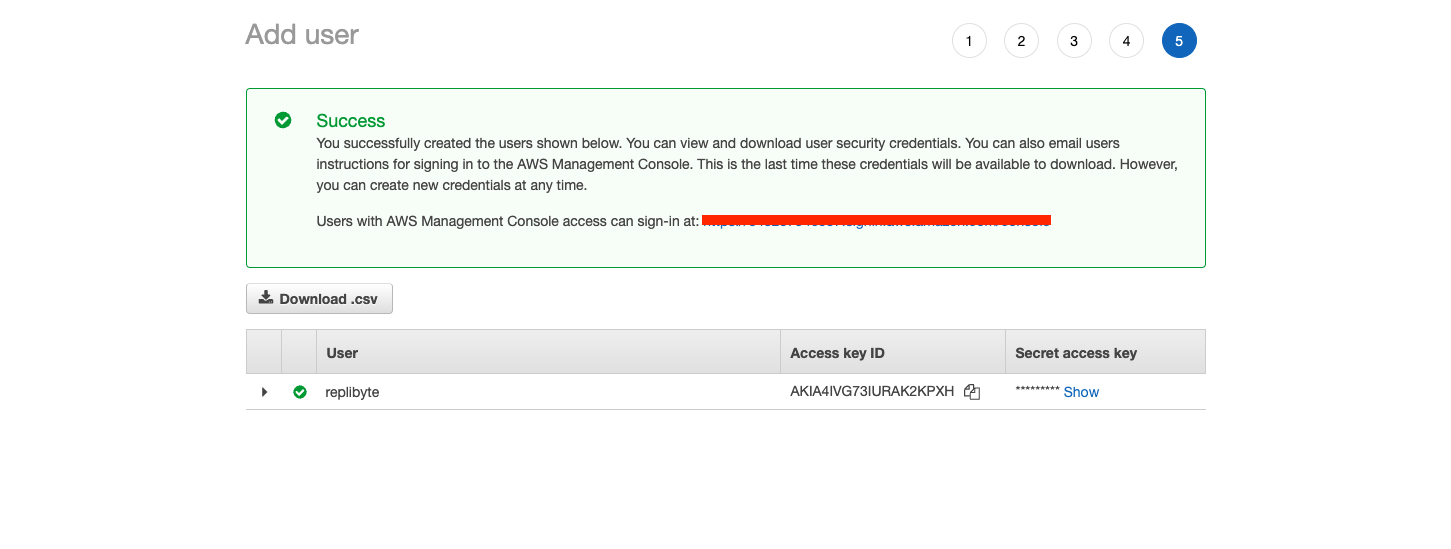 Add user
1 2 3 4 5
Success
You successfully created the users shown below. You can view and download user security credentials. You can also email users
instructions for signing in to the AWS Management Console. This is the last time these credentials will be available to download. However,
you can create new credentials at any time.
Users with AWS Management Console access can sign-in at:
Download .csv
User Access key ID Secret access key
replibyte AKIA4IVG73IURAK2KPXH ********* Show